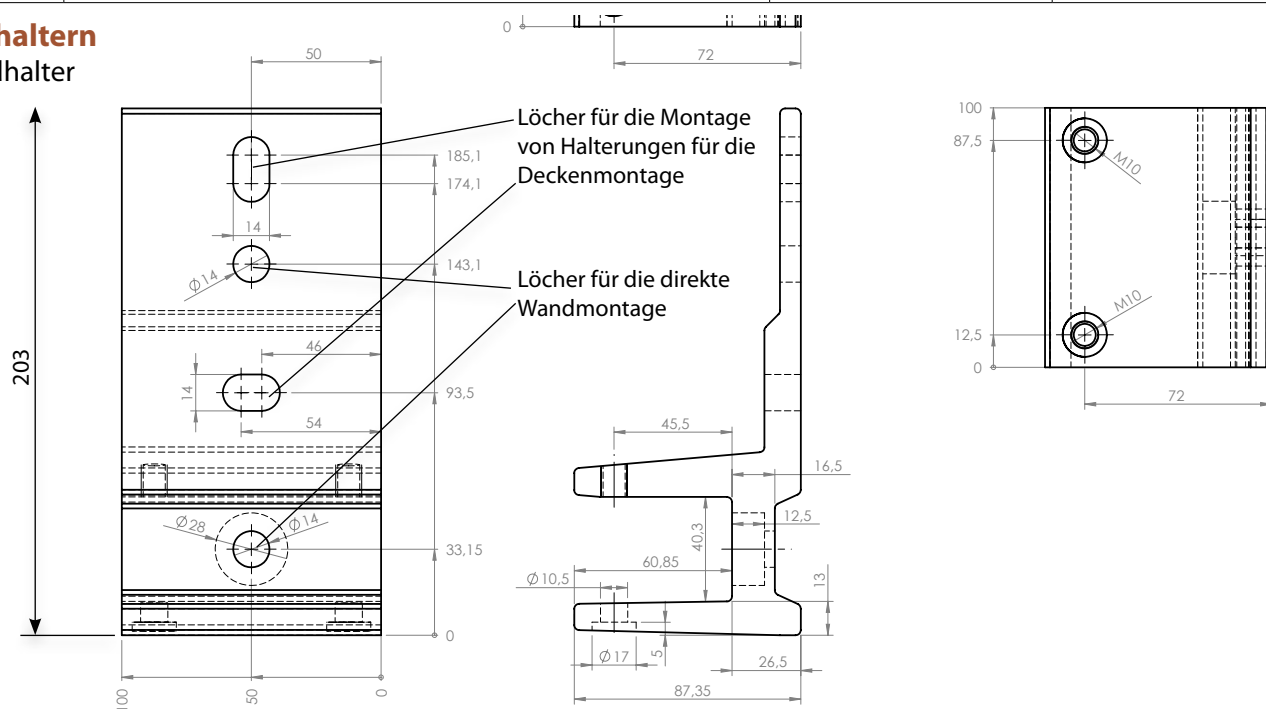 haltern
lhalter
0
72
50
203
185,1
174,1
14
Ø14
143,1
46
14
93,5
54
Ø28
Ø14
33,15
0
100
50
0
Löcher für die Montage
von Halterungen für die
Deckenmontage
Löcher für die direkte
Wandmontage
45,5
16,5
12,5
40,3
60,85
Ø10,5
13
Ø17
5
26,5
87,35
100
87,5
M10
M10
12,5
0
72